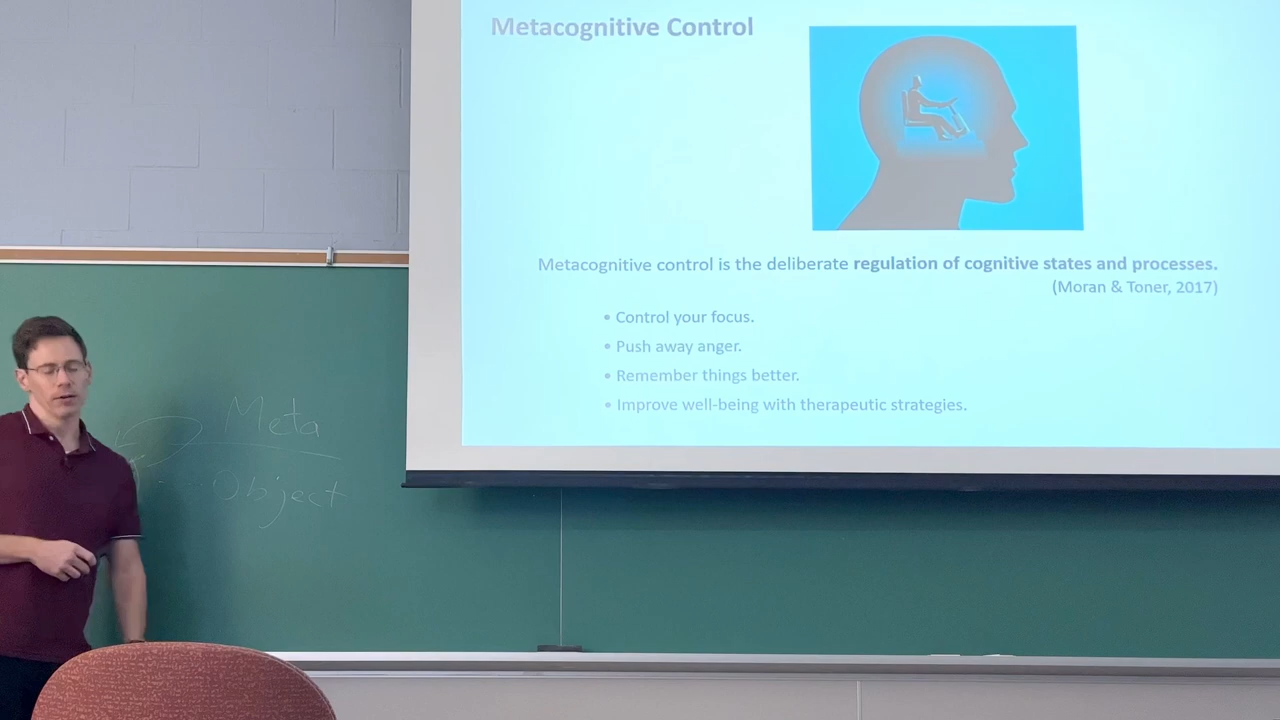 Metacognitive Control
Metacognitive control is the deliberate regulation of cognitive states and processes.
(Moran & Toner, 2017)
• Control your focus.
• Push away anger.
• Remember things better.
• Improve well-being with therapeutic strategies.
Meta
Object